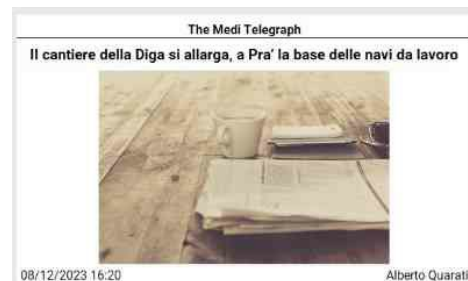 The Medi Telegraph
Il cantiere della Diga si allarga, a Pra’ la base delle navi da lavoro
08/12/2023 16:20
Alberto Quarati